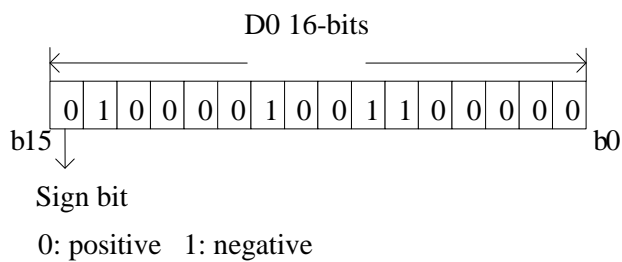 D0 16-bits
0 1 0 0 0 0 1 0 0 1 1 0 0 0 0 0
b15 b0
Sign bit
0: positive 1: negative